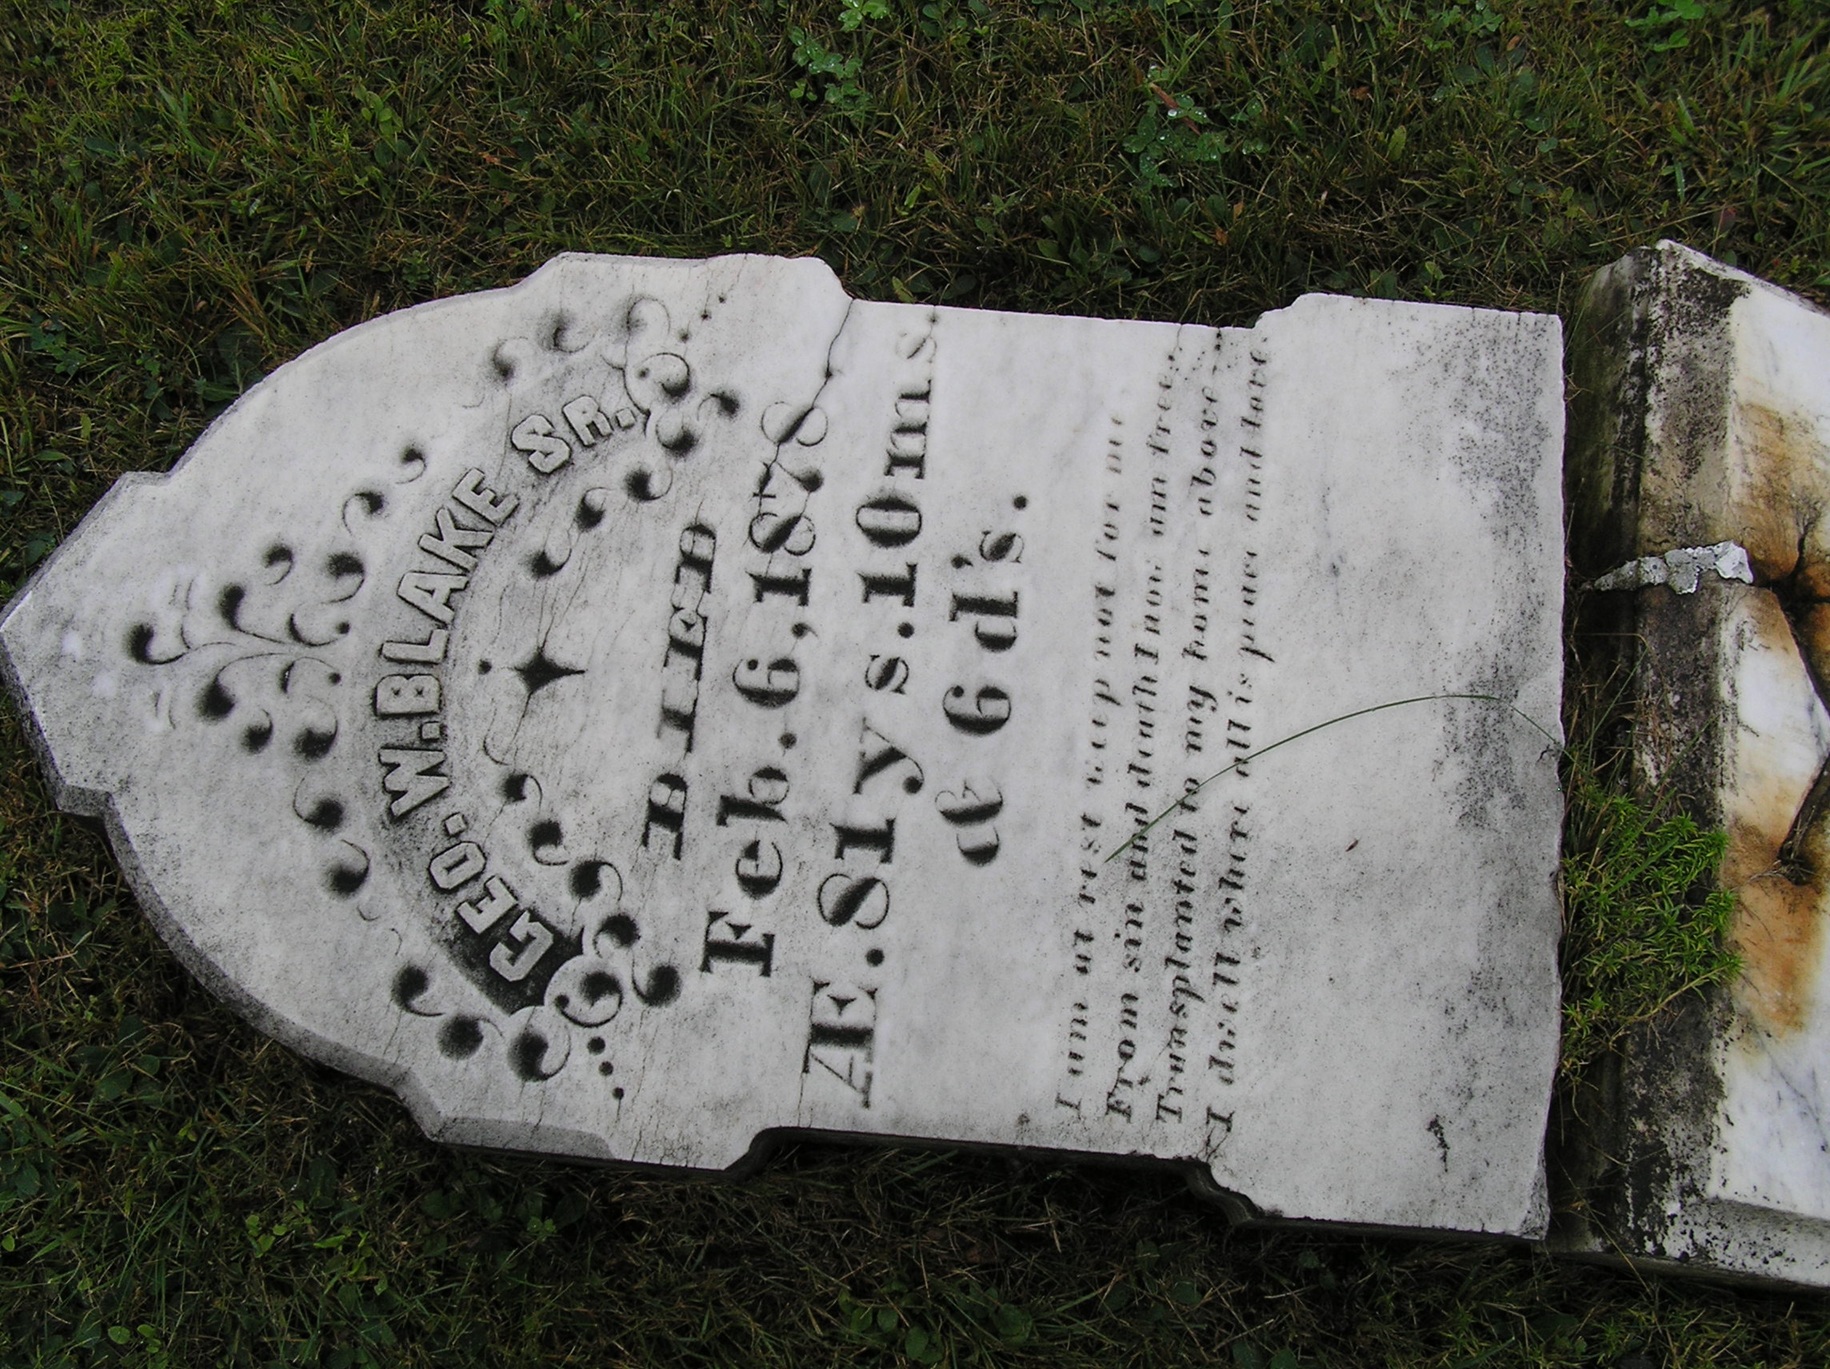 GEO. W. BLAKE SR.
DIED
Feb. 6, 1878
Æ. 81 ys. 10 ms.
& 6 d's.
I am at rest weep not for me
From sin and death I now am free,
Transplanted to my home above
I dwell where all is peace and love.